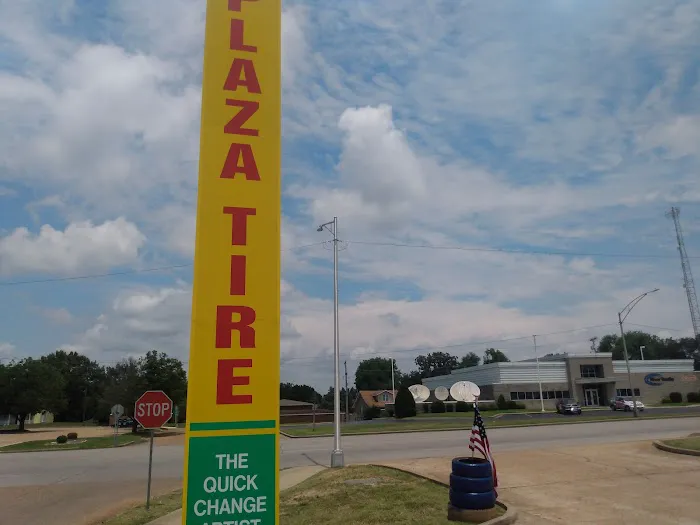 PLAZA
TIRE
THE
QUICK
CHANGE
ARTIST
STOP